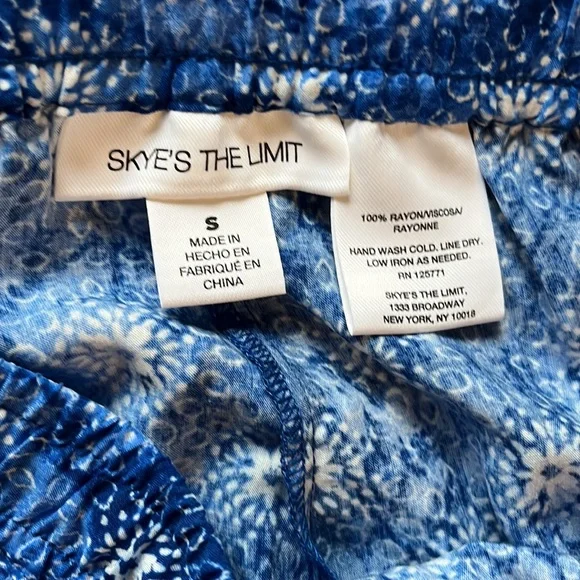 SKYE'S THE LIMIT
S
MADE IN
HECHO EN
FABRIQUÉ EN
CHINA
100% RAYON/VISCOSA/
RAYONNE
HAND WASH COLD. LINE DRY.
LOW IRON AS NEEDED.
RN 125771
SKYE'S THE LIMIT,
1333 BROADWAY
NEW YORK, NY 10018